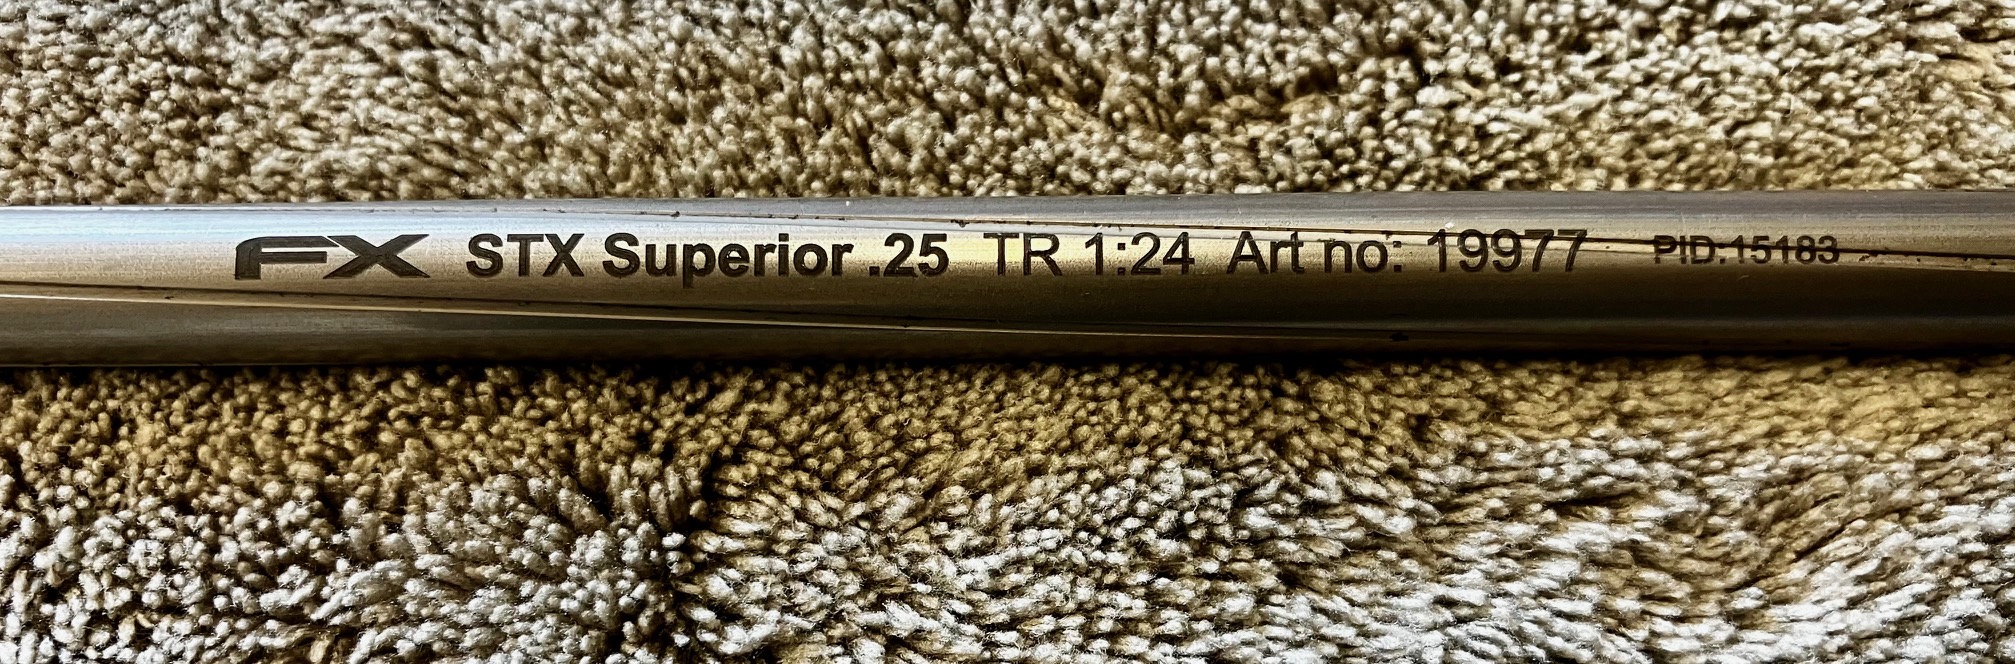 FX STX Superior .25 TR 1:24 Art no: 19977 PID:15183